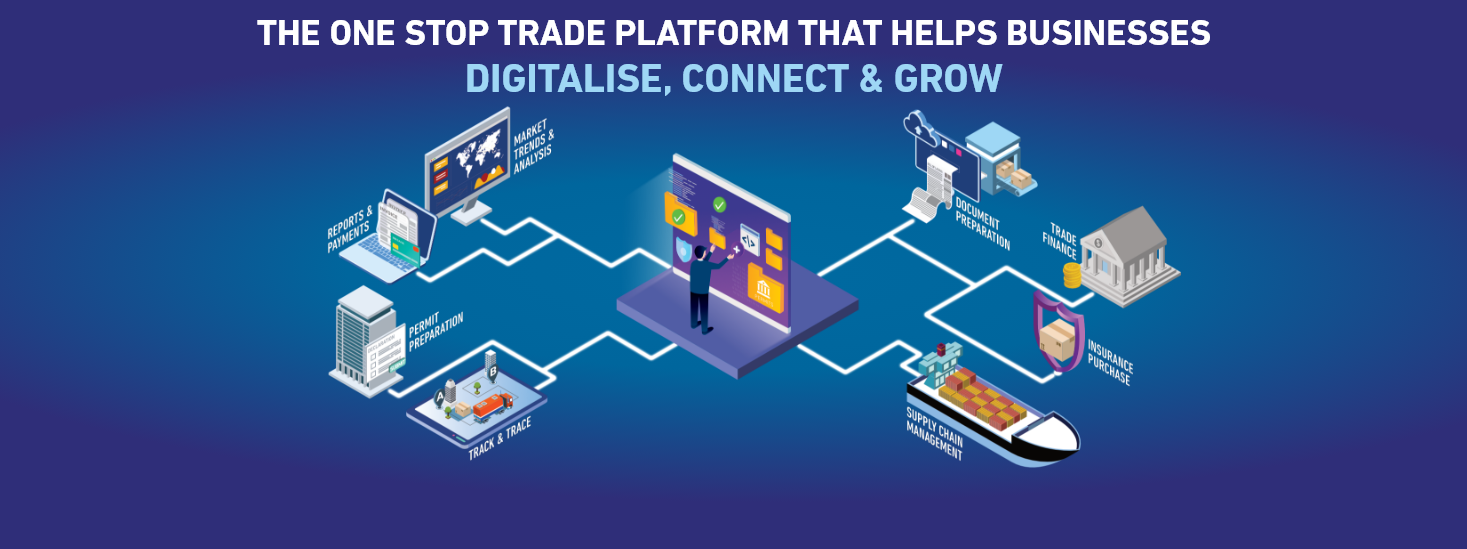 THE ONE STOP TRADE PLATFORM THAT HELPS BUSINESSES
DIGITALISE, CONNECT & GROW
MARKET
TRENDS &
ANALYSIS
REPORTS &
PAYMENTS
PERMIT
PREPARATION
A
B
TRACK & TRACE
</>
DOCUMENT
PREPARATION
TRADE
FINANCE
$
INSURANCE
PURCHASE
SUPPLY CHAIN
MANAGEMENT